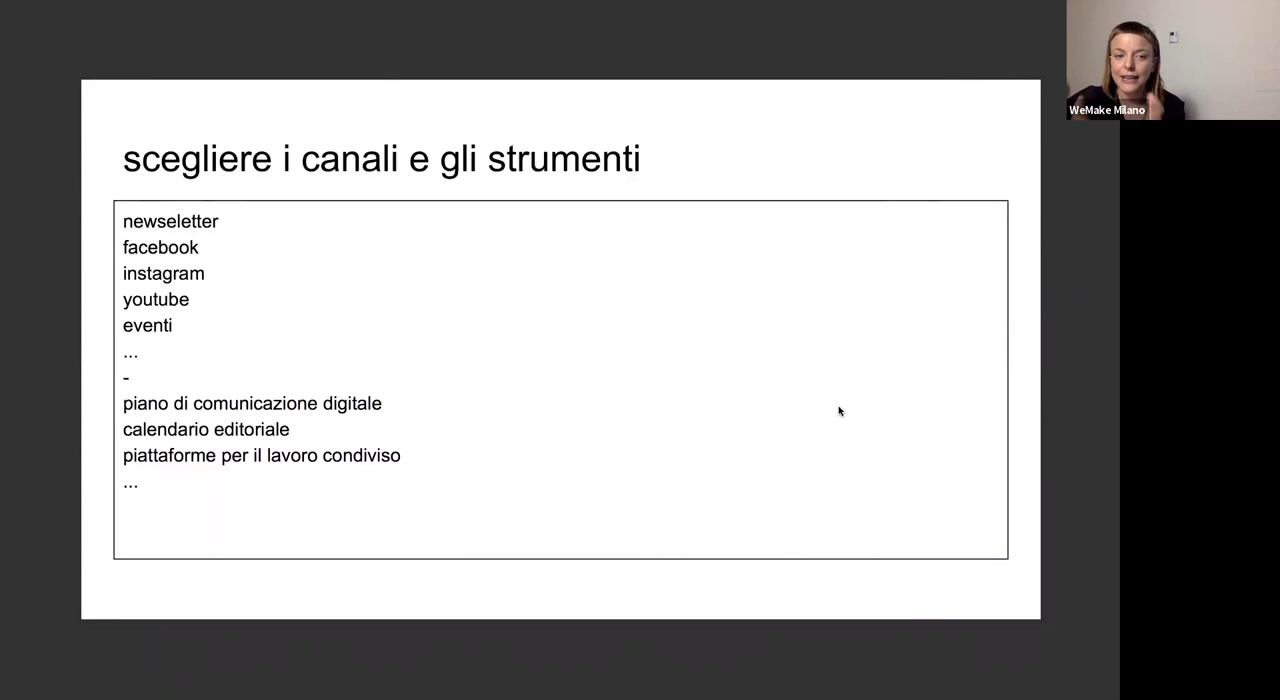 scegliere i canali e gli strumenti
newseletter
facebook
instagram
youtube
eventi
...
-
piano di comunicazione digitale
calendario editoriale
piattaforme per il lavoro condiviso
...
WeMake Milano